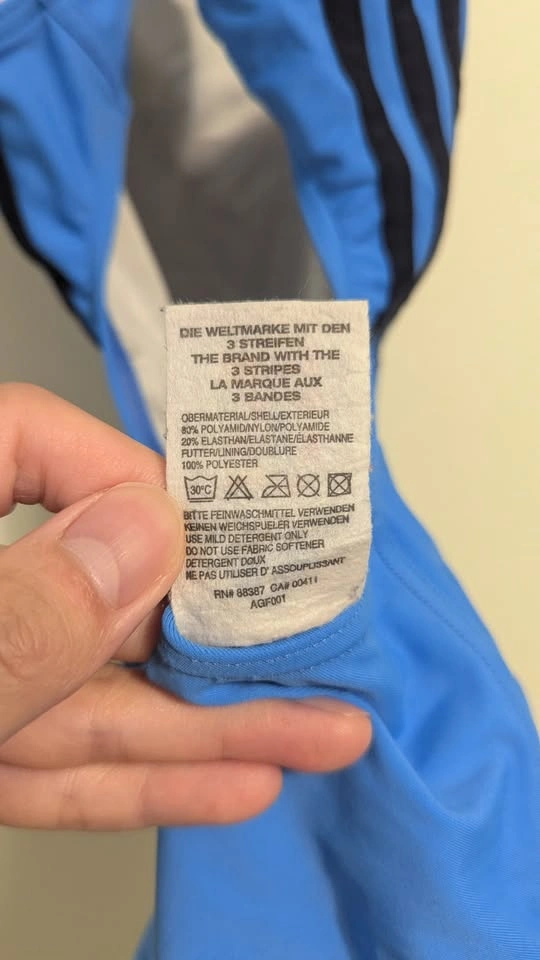 DIE WELTMARKE MIT DEN
3 STREIFEN
THE BRAND WITH THE
3 STRIPES
LA MARQUE AUX
3 BANDES
OBERMATERIAL/SHELL/EXTERIEUR
80% POLYAMID/NYLON/POLYAMIDE
20% ELASTHAN/ELASTANE/ELASTHANNE
FUTTER/LINING/DOUBLURE
100% POLYESTER
30°C
BITTE FEINWASCHMITTEL VERWENDEN
KEINEN WEICHSPUELER VERWENDEN
USE MILD DETERGENT ONLY
DO NOT USE FABRIC SOFTENER
DETERGENT DOUX
NE PAS UTILISER D' ASSOUPLISSANT
RN# 88387 CA# 00411
AGF001